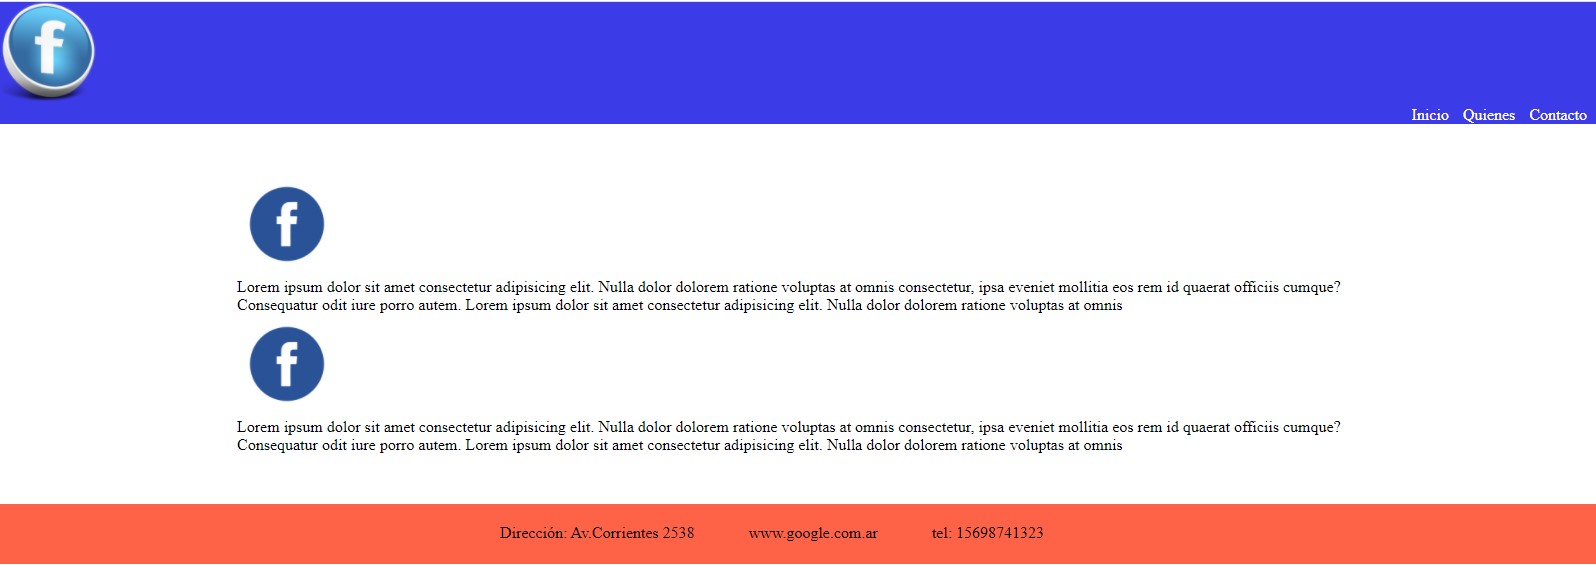 f
Inicio Quienes Contacto
f
Lorem ipsum dolor sit amet consectetur adipisicing elit. Nulla dolor dolorem ratione voluptas at omnis consectetur, ipsa eveniet mollitia eos rem id quaerat officiis cumque?
Consequatur odit iure porro autem. Lorem ipsum dolor sit amet consectetur adipisicing elit. Nulla dolor dolorem ratione voluptas at omnis
f
Lorem ipsum dolor sit amet consectetur adipisicing elit. Nulla dolor dolorem ratione voluptas at omnis consectetur, ipsa eveniet mollitia eos rem id quaerat officiis cumque?
Consequatur odit iure porro autem. Lorem ipsum dolor sit amet consectetur adipisicing elit. Nulla dolor dolorem ratione voluptas at omnis
Dirección: Av.Corrientes 2538 www.google.com.ar tel: 15698741323